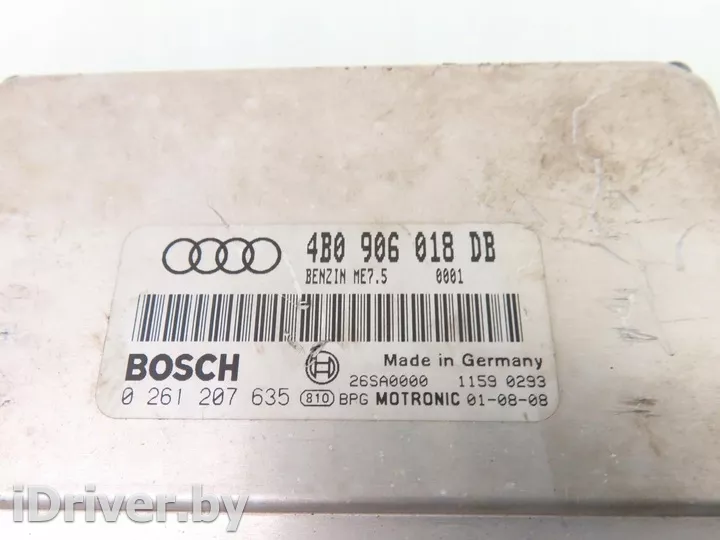 4B0 906 018 DB
BENZIN ME7.5 0001
BOSCH
Made in Germany
26SA0000 1159 0293
0 261 207 635 810 BPG MOTRONIC 01-08-08
iDriver.by